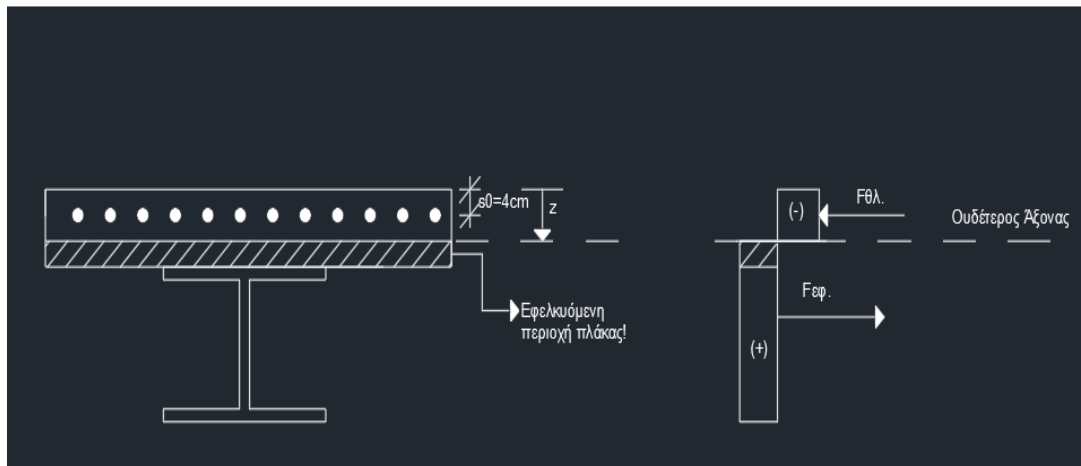 s0=4cm
z
(-)
Fθλ.
Ουδέτερος Άξονας
Εφελκυόμενη
περιοχή πλάκας!
Fεφ.
(+)